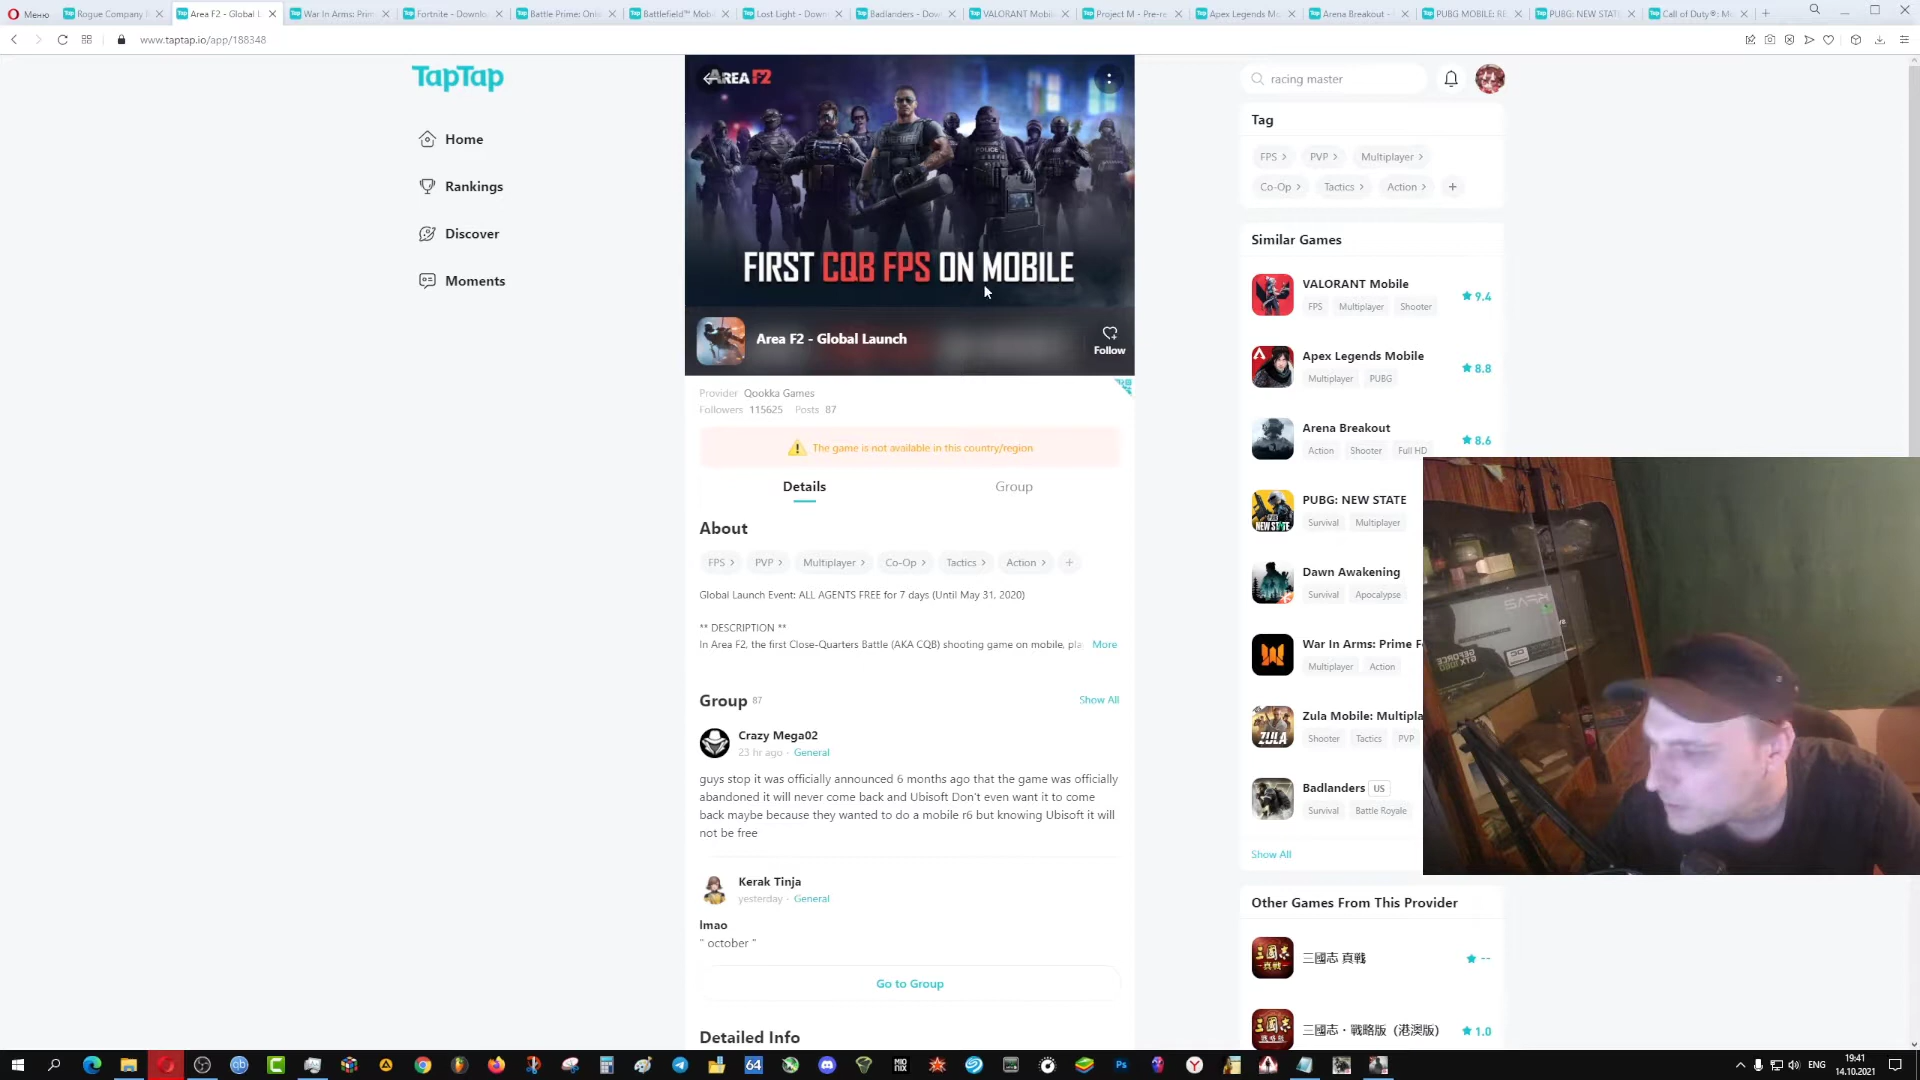 Меню
Rogue Company
Area F2 - Global L
War In Arms: Prim
Fortnite - Downlo
Battle Prime: Onli
Battlefield™ Mobi
Lost Light - Down
Badlanders - Dow
VALORANT Mobil
Project M - Pre-re
Apex Legends Mo
Arena Breakout -
PUBG MOBILE: RE
PUBG: NEW STATE
Call of Duty®: Mo
www.taptap.io/app/188348
TapTap
Home
Rankings
Discover
Moments
AREA F2
FIRST CQB FPS ON MOBILE
POLICE
Area F2 - Global Launch
Follow
Provider Qookka Games
Followers 115625 Posts 87
The game is not available in this country/region
Details
Group
About
FPS
PVP
Multiplayer
Co-Op
Tactics
Action
Global Launch Event: ALL AGENTS FREE for 7 days (Until May 31, 2020)
** DESCRIPTION **
In Area F2, the first Close-Quarters Battle (AKA CQB) shooting game on mobile, pla More
Group 87
Show All
Crazy Mega02
23 hr ago · General
guys stop it was officially announced 6 months ago that the game was officially
abandoned it will never come back and Ubisoft Don't even want it to come
back maybe because they wanted to do a mobile r6 but knowing Ubisoft it will
not be free
Kerak Tinja
yesterday · General
lmao
" october "
Go to Group
Detailed Info
racing master
Tag
FPS
PVP
Multiplayer
Co-Op
Tactics
Action
Similar Games
VALORANT Mobile
FPS Multiplayer Shooter
9.4
Apex Legends Mobile
Multiplayer PUBG
8.8
Arena Breakout
Action Shooter Full HD
8.6
PUBG: NEW STATE
Survival Multiplayer
Dawn Awakening
Survival Apocalypse
War In Arms: Prime F
Multiplayer Action
Zula Mobile: Multipla
Shooter Tactics PVP
Badlanders US
Survival Battle Royale
Show All
Other Games From This Provider
三國志 真戰
--
三國志・戰略版（港澳版）
1.0
NEW STATE
ZULA
GEFORCE
GTX 1080
64
Ps
ENG
19:41
14.10.2021